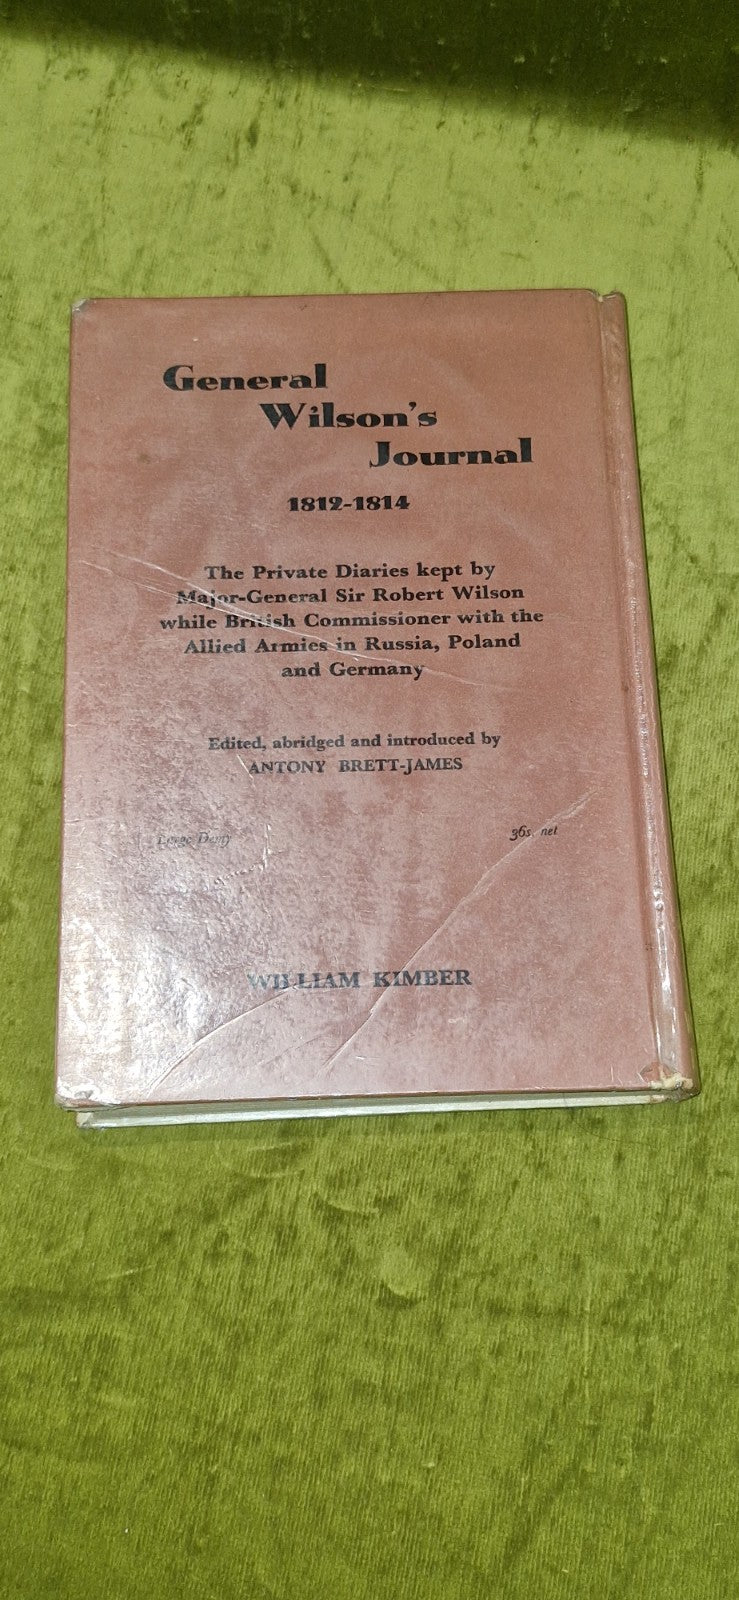 General
Wilson's
Journal
1812-1814
The Private Diaries kept by
Major-General Sir Robert Wilson
while British Commissioner with the
Allied Armies in Russia, Poland
and Germany
Edited, abridged and introduced by
ANTONY BRETT-JAMES
Large Demy
36s. net
WILLIAM KIMBER